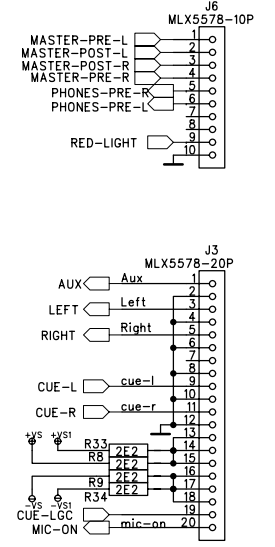 J6
MLX5578-10P
MASTER-PRE-L 1
MASTER-POST-L 2
MASTER-POST-R 3
MASTER-PRE-R 4
PHONES-PRE-R 5
PHONES-PRE-L 6
7
8
RED-LIGHT 9
10
J3
MLX5578-20P
AUX Aux 1
2
LEFT Left 3
4
RIGHT Right 5
6
7
8
CUE-L cue-l 9
10
CUE-R cue-r 11
12
+VS +VS1 13
R33 2E2 14
R8 2E2 15
R9 2E2 16
R34 2E2 17
-VS -VS1 18
CUE-LGC 19
MIC-ON mic-on 20